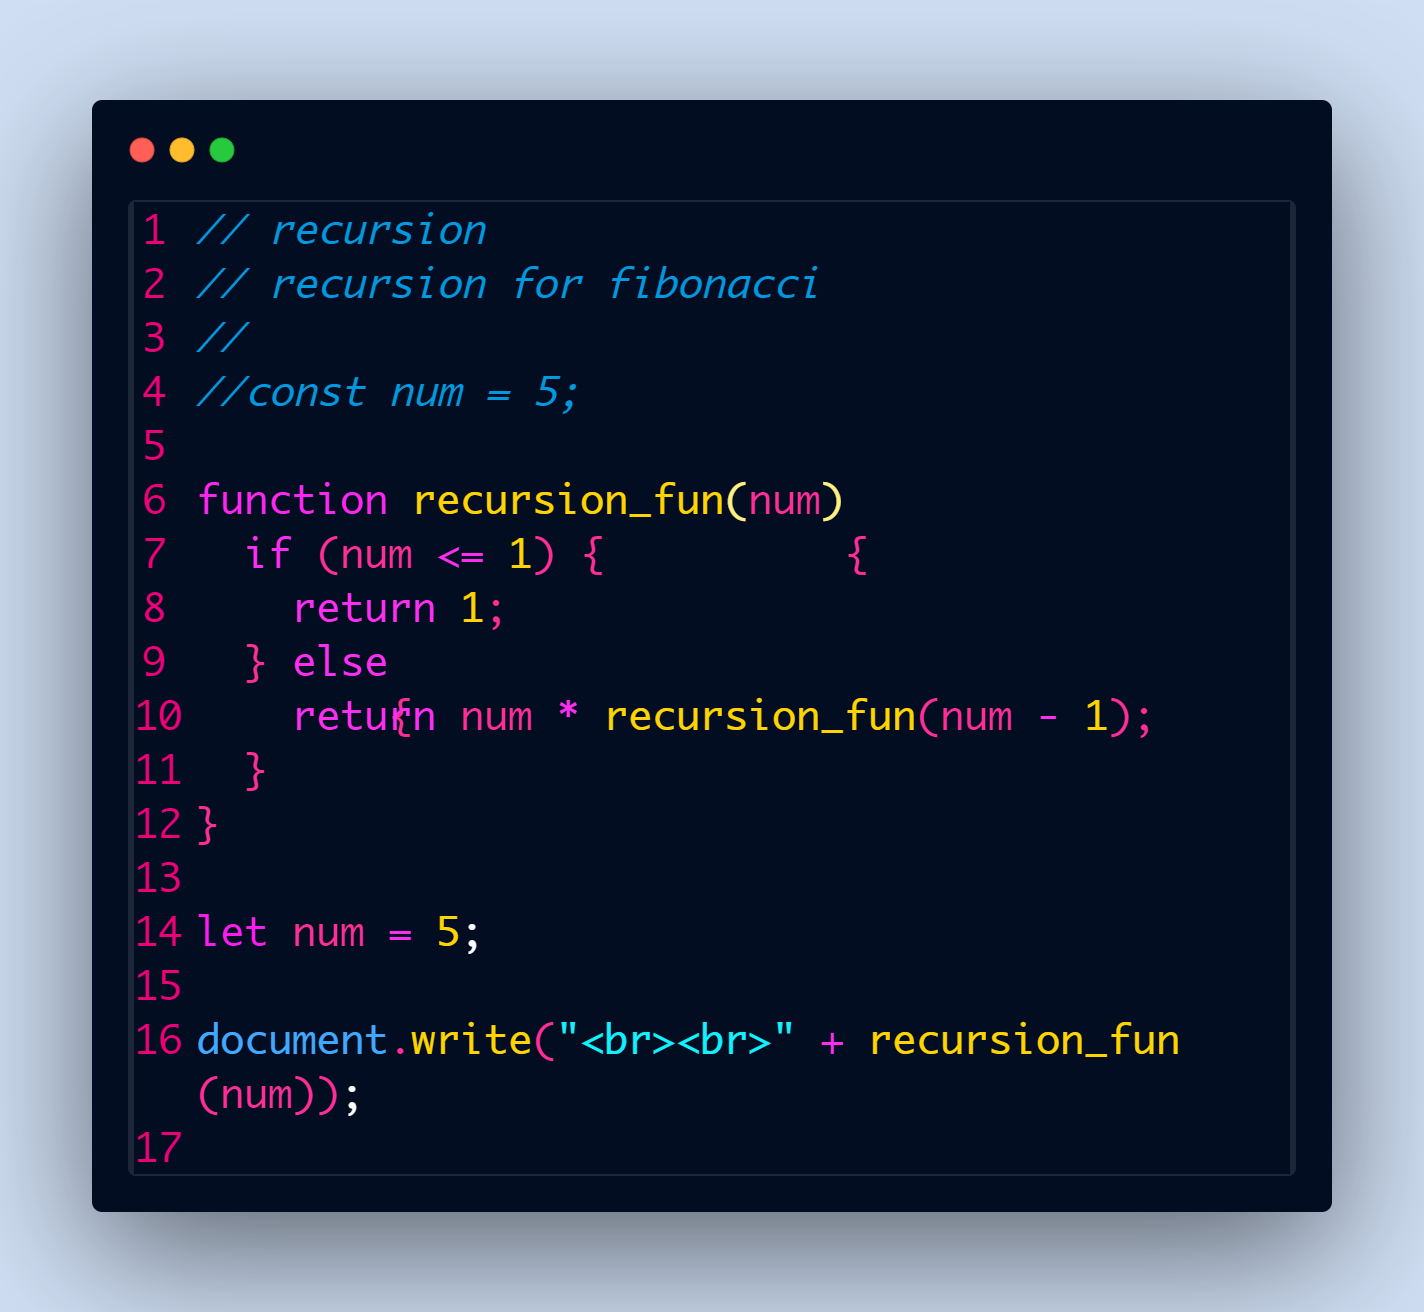 1 // recursion
2 // recursion for fibonacci
3 //
4 //const num = 5;
5
6 function recursion_fun(num)
7   if (num <= 1) {          {
8     return 1;
9   } else
10     return{ num * recursion_fun(num - 1);
11   }
12 }
13
14 let num = 5;
15
16 document.write("<br><br>" + recursion_fun
(num));
17